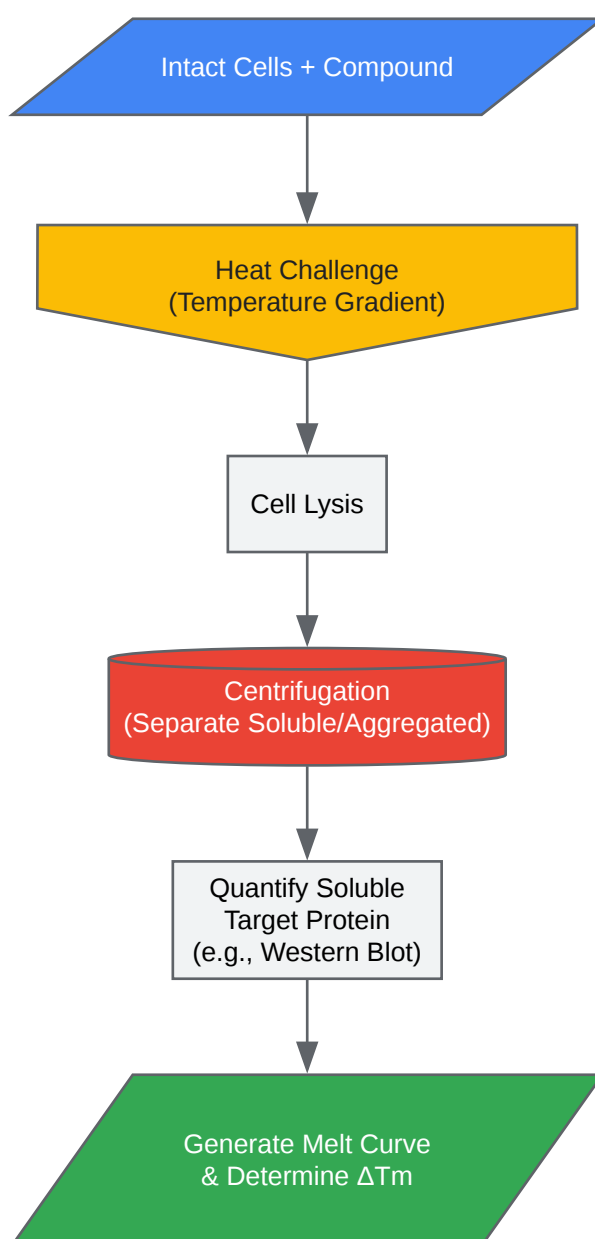 Intact Cells + Compound
Heat Challenge
(Temperature Gradient)
Cell Lysis
Centrifugation
(Separate Soluble/Aggregated)
Quantify Soluble
Target Protein
(e.g., Western Blot)
Generate Melt Curve
& Determine ΔTm